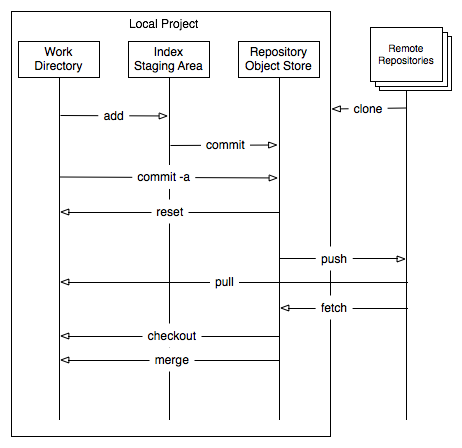 Local Project
Work
Directory
Index
Staging Area
Repository
Object Store
Remote
Repositories
clone
add
commit
commit -a
reset
push
pull
fetch
checkout
merge